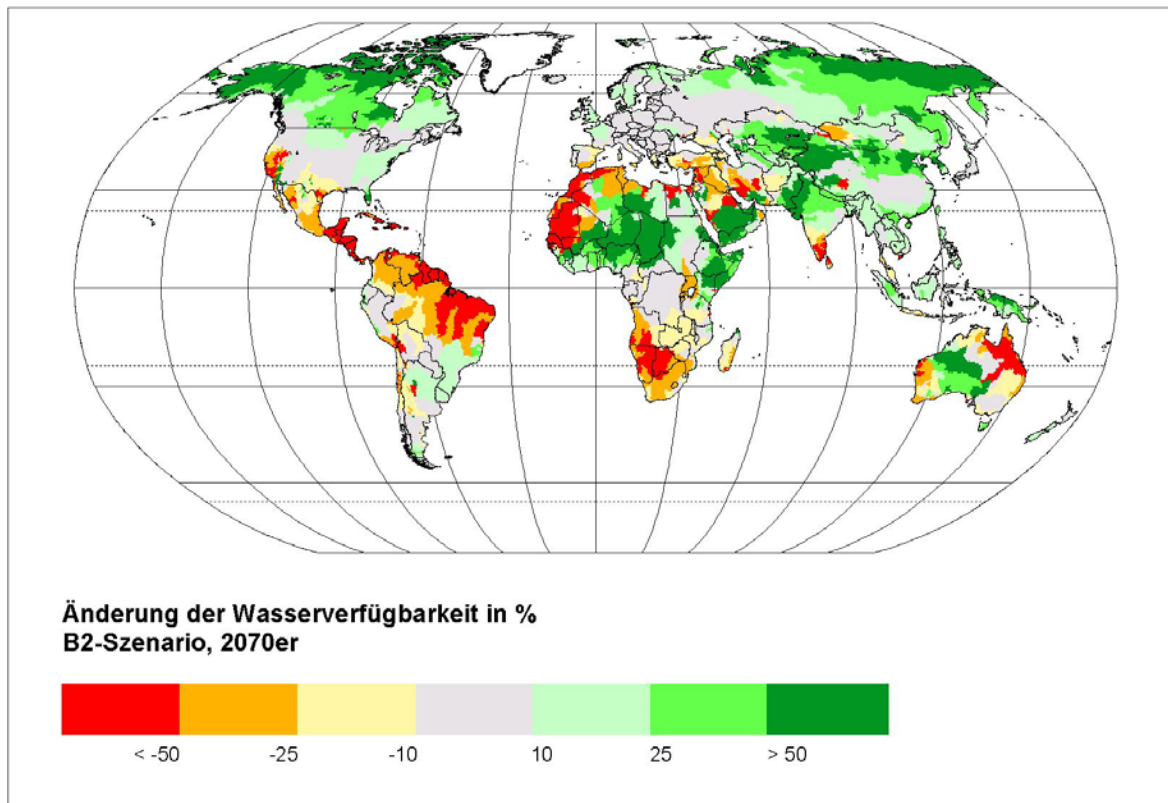 Änderung der Wasserverfügbarkeit in %
B2-Szenario, 2070er
< -50 -25 -10 10 25 > 50